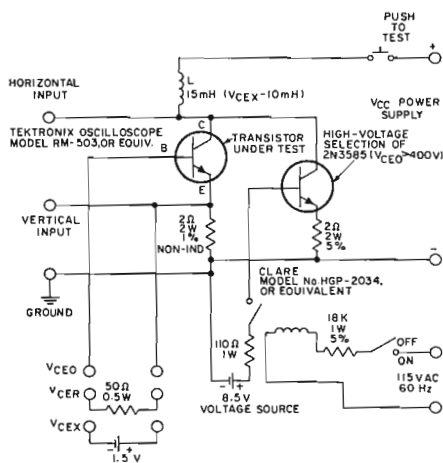 PUSH
TO
TEST
+
L
15mH (VCEX-10mH)
HORIZONTAL
INPUT
C
TEKTRONIX OSCILLOSCOPE
MODEL RM-503,OR EQUIV.
B
TRANSISTOR
UNDER TEST
VCC POWER
SUPPLY
HIGH-VOLTAGE
SELECTION OF
2N3585 (VCEO>400V)
E
VERTICAL INPUT
2Ω
2W
1%
NON-IND
2Ω
2W
5%
-
GROUND
CLARE
MODEL No.HGP-2034,
OR EQUIVALENT
110Ω
1W
18K
1W
5%
OFF
ON
- +
8.5V
VOLTAGE SOURCE
115VAC
60 Hz
VCEO
VCER
50Ω
0.5W
VCEX
- +
1.5V